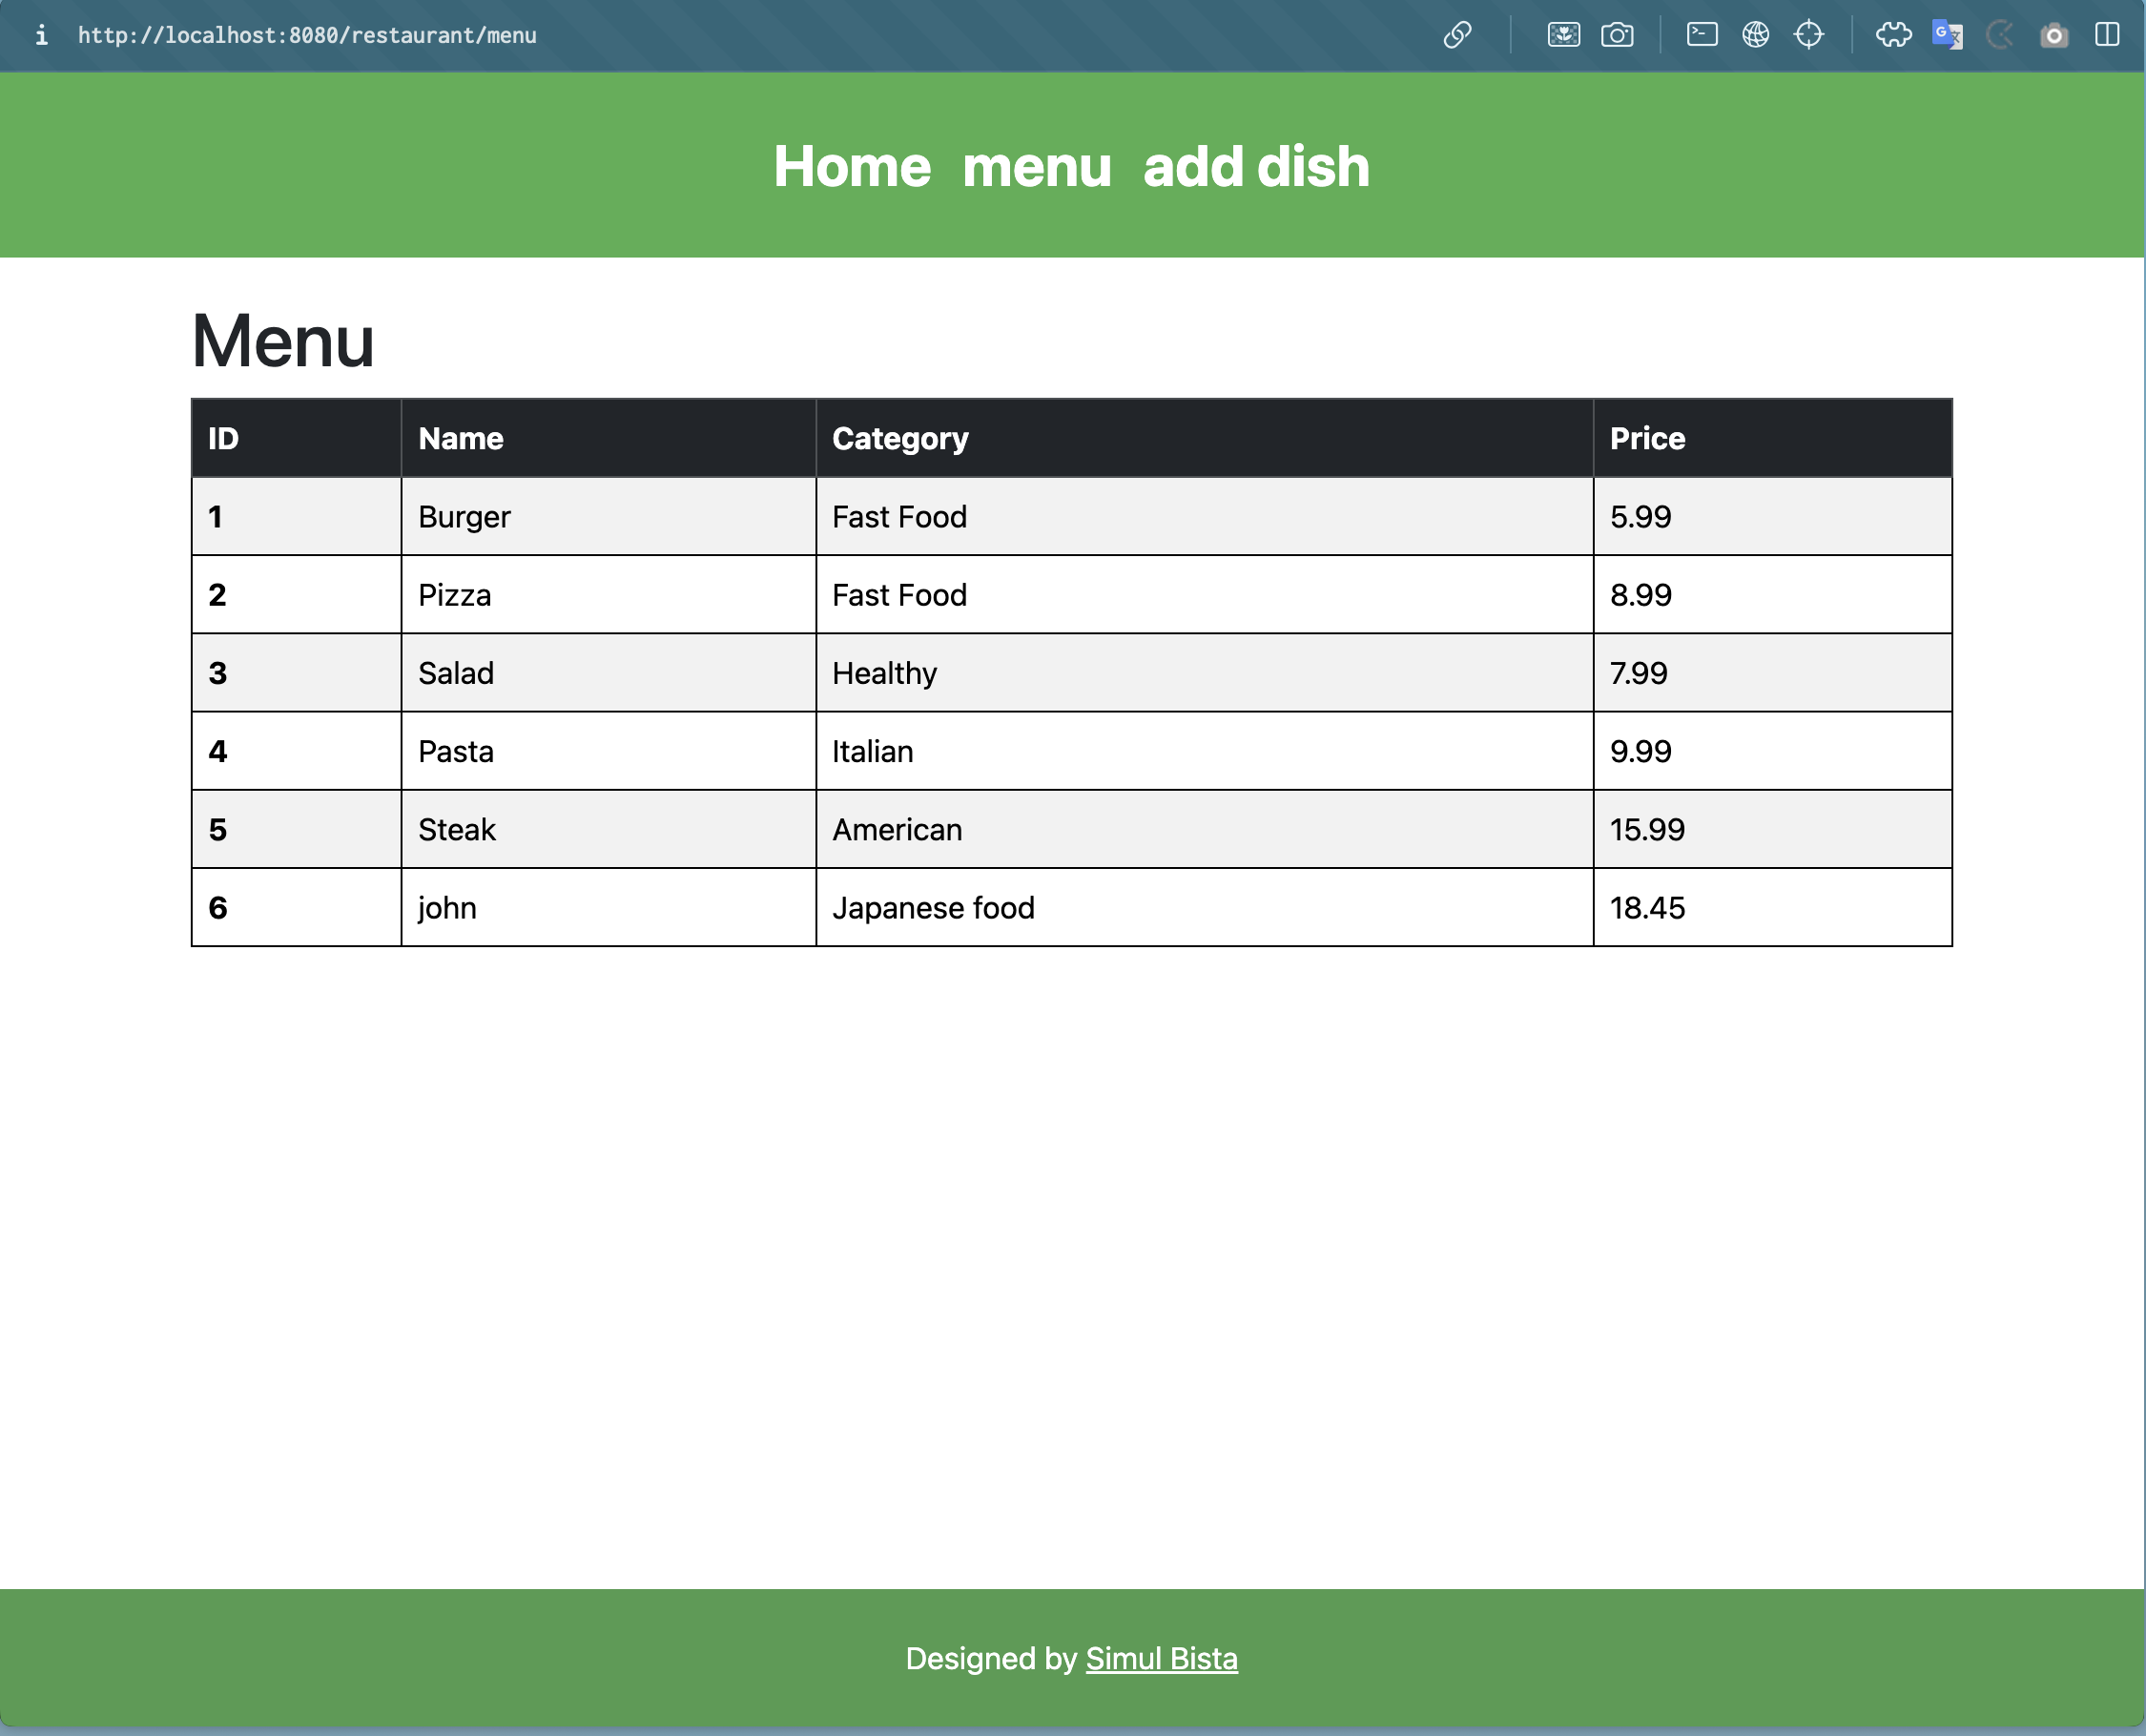 http://localhost:8080/restaurant/menu
Home menu add dish
Menu
ID Name Category Price
1 Burger Fast Food 5.99
2 Pizza Fast Food 8.99
3 Salad Healthy 7.99
4 Pasta Italian 9.99
5 Steak American 15.99
6 john Japanese food 18.45
Designed by Simul Bista